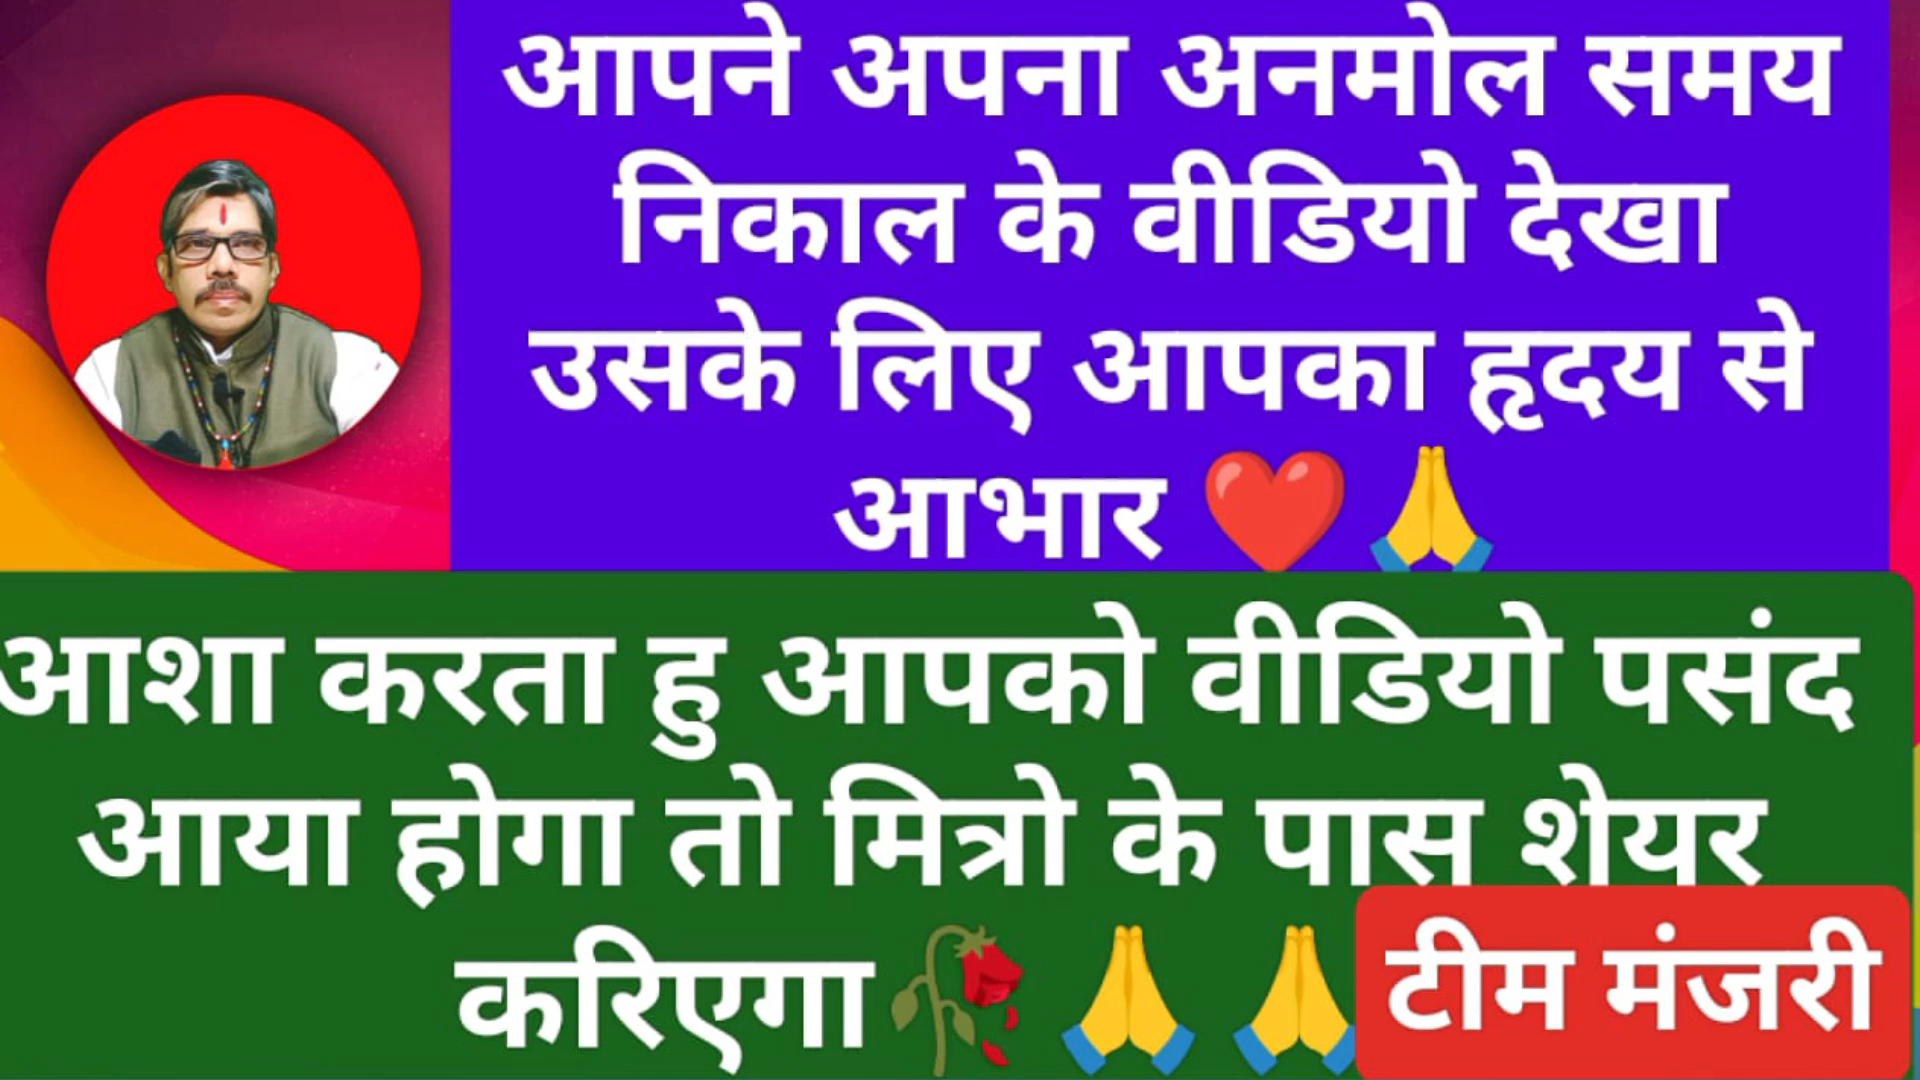 आपने अपना अनमोल समय
निकाल के वीडियो देखा
उसके लिए आपका हृदय से
आभार ❤️🙏
आशा करता हु आपको वीडियो पसंद
आया होगा तो मित्रो के पास शेयर
करिएगा🥀🙏🙏
टीम मंजरी